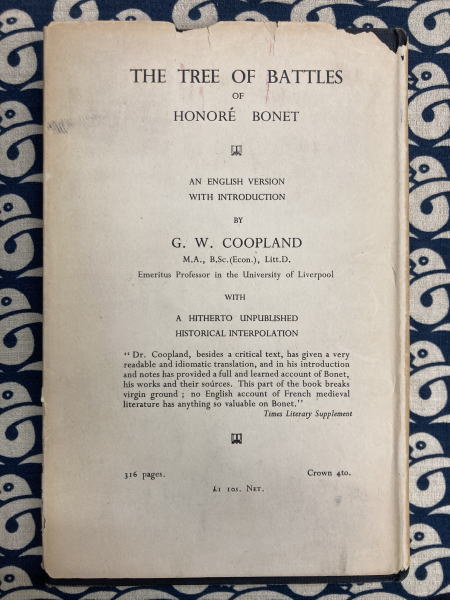 THE TREE OF BATTLES
OF
HONORÉ BONET
AN ENGLISH VERSION
WITH INTRODUCTION
BY
G. W. COOPLAND
M.A., B.Sc.(Econ.), Litt.D.
Emeritus Professor in the University of Liverpool
WITH
A HITHERTO UNPUBLISHED
HISTORICAL INTERPOLATION
" Dr. Coopland, besides a critical text, has given a very
readable and idiomatic translation, and in his introduction
and notes has provided a full and learned account of Bonet,
his works and their sources. This part of the book breaks
virgin ground ; no English account of French medieval
literature has anything so valuable on Bonet."
Times Literary Supplement
316 pages. Crown 4to.
£1 10s. NET.